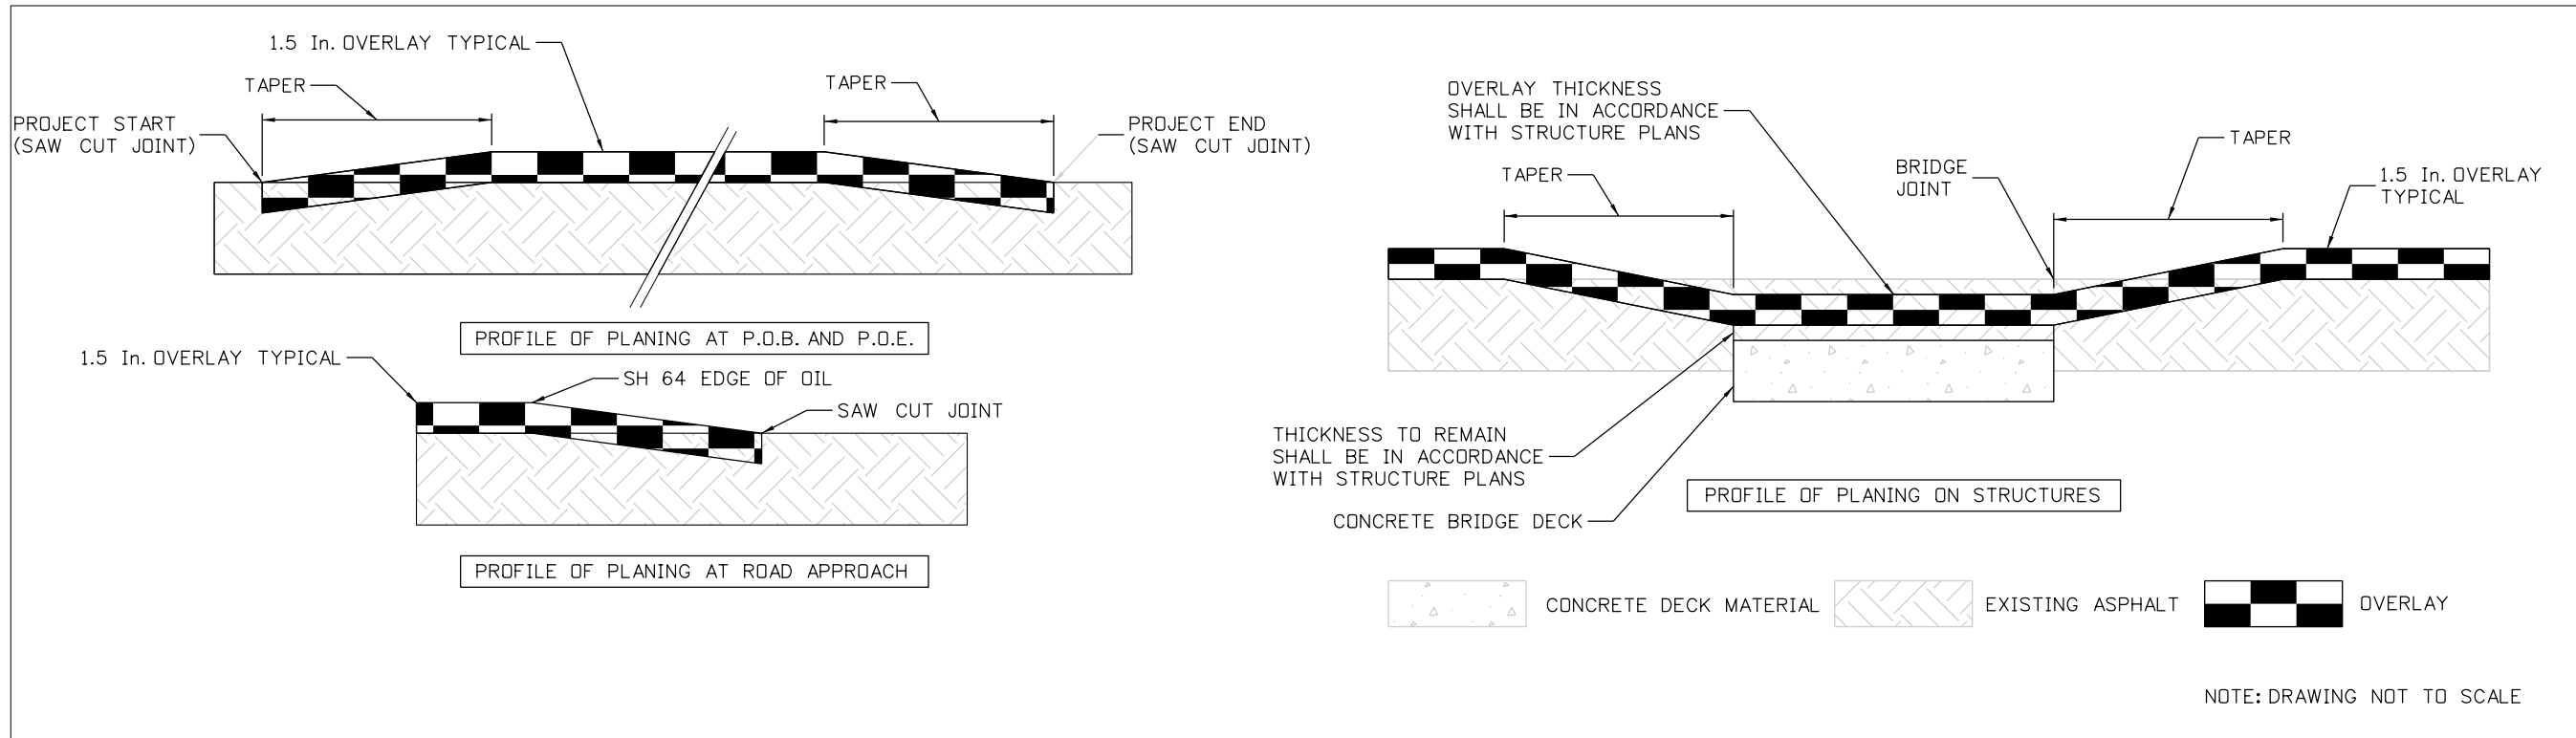 1.5 In. OVERLAY TYPICAL
TAPER
TAPER
PROJECT START
(SAW CUT JOINT)
PROJECT END
(SAW CUT JOINT)
PROFILE OF PLANING AT P.O.B. AND P.O.E.
1.5 In. OVERLAY TYPICAL
SH 64 EDGE OF OIL
SAW CUT JOINT
PROFILE OF PLANING AT ROAD APPROACH
OVERLAY THICKNESS
SHALL BE IN ACCORDANCE
WITH STRUCTURE PLANS
TAPER
BRIDGE
JOINT
TAPER
1.5 In. OVERLAY
TYPICAL
THICKNESS TO REMAIN
SHALL BE IN ACCORDANCE
WITH STRUCTURE PLANS
CONCRETE BRIDGE DECK
PROFILE OF PLANING ON STRUCTURES
CONCRETE DECK MATERIAL
EXISTING ASPHALT
OVERLAY
NOTE: DRAWING NOT TO SCALE